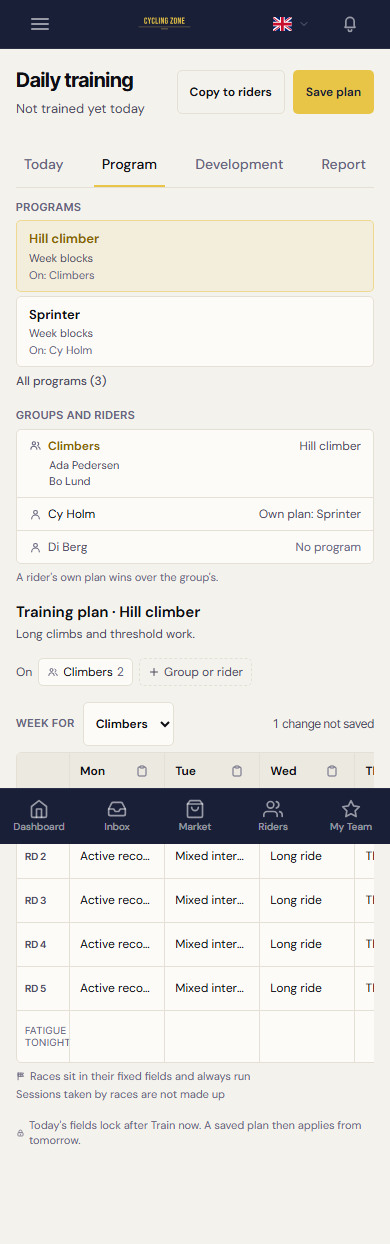 CYCLING ZONE
Daily training
Not trained yet today
Copy to riders
Save plan
Today Program Development Report
PROGRAMS
Hill climber
Week blocks
On: Climbers
Sprinter
Week blocks
On: Cy Holm
All programs (3)
GROUPS AND RIDERS
Climbers Hill climber
Ada Pedersen
Bo Lund
Cy Holm Own plan: Sprinter
Di Berg No program
A rider's own plan wins over the group's.
Training plan · Hill climber
Long climbs and threshold work.
On Climbers 2 + Group or rider
WEEK FOR Climbers 1 change not saved
Mon Tue Wed
Dashboard Inbox Market Riders My Team
RD 2 Active reco... Mixed inter... Long ride
RD 3 Active reco... Mixed inter... Long ride
RD 4 Active reco... Mixed inter... Long ride
RD 5 Active reco... Mixed inter... Long ride
FATIGUE
TONIGHT
Races sit in their fixed fields and always run
Sessions taken by races are not made up
Today's fields lock after Train now. A saved plan then applies from
tomorrow.